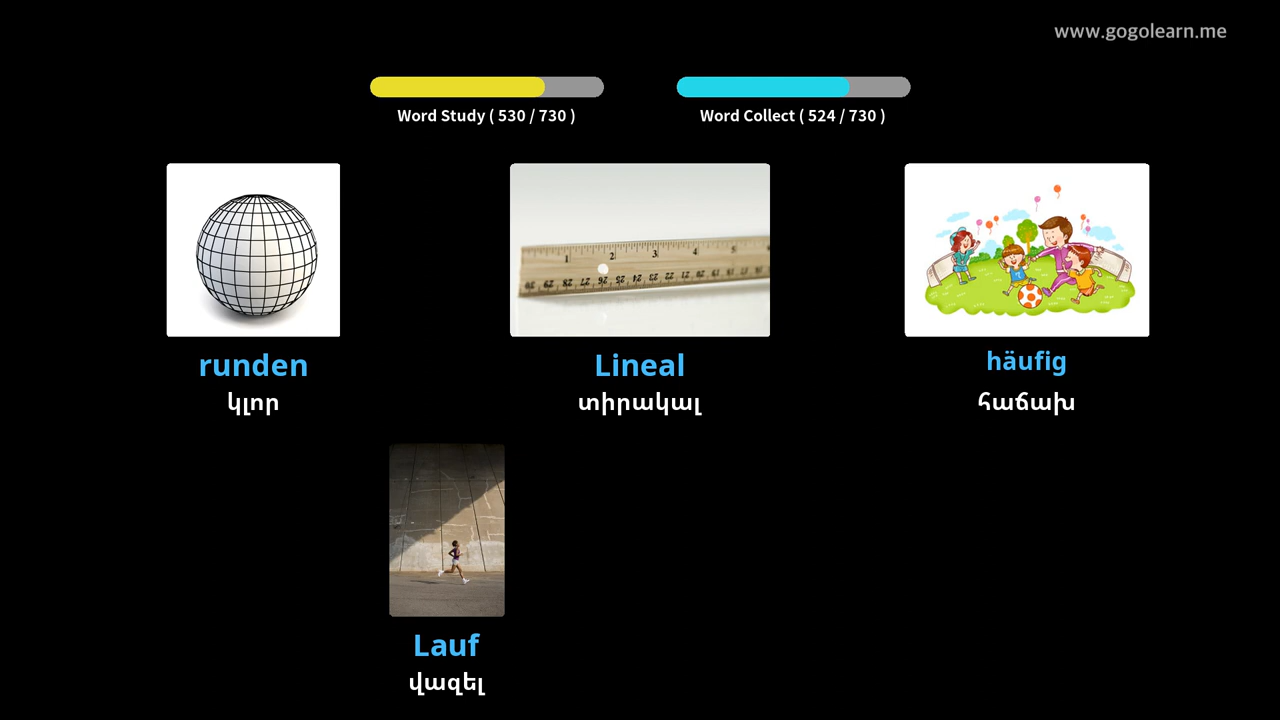 www.gogolearn.me
Word Study ( 530 / 730 )
Word Collect ( 524 / 730 )
runden
կլոր
Lineal
տիրակալ
häufig
հաճախ
Lauf
վազել